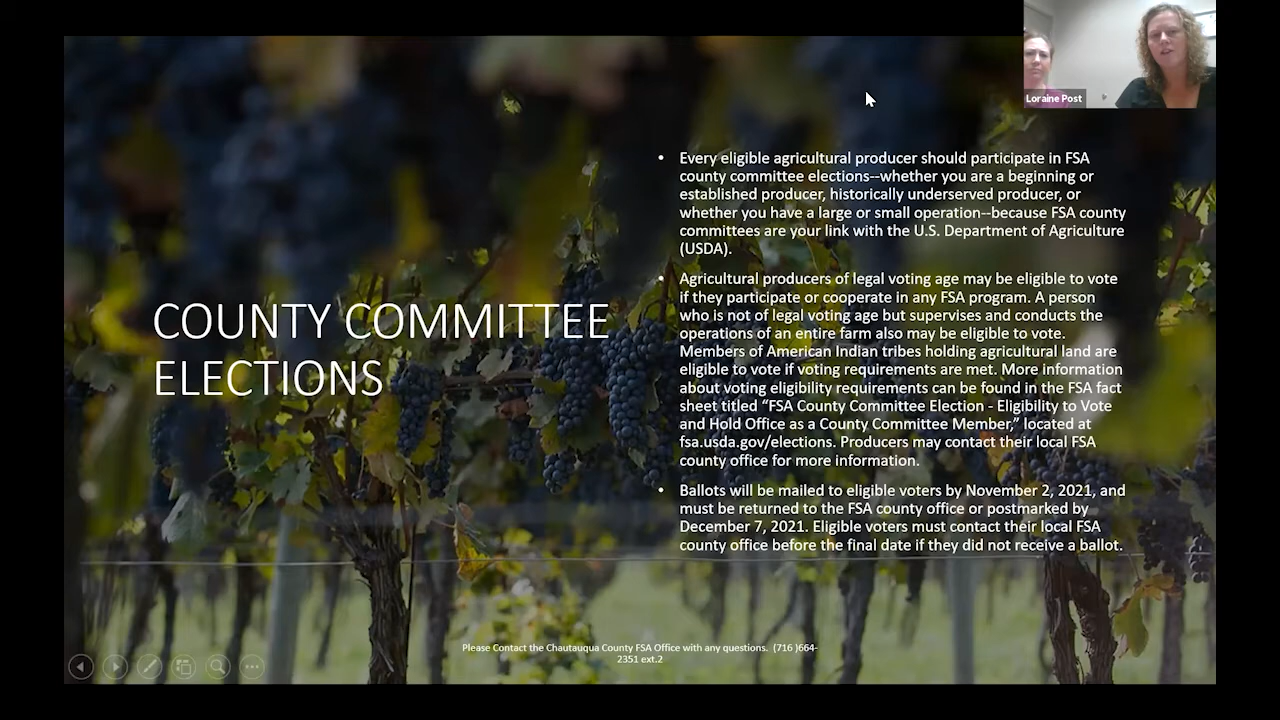 Loraine Post
COUNTY COMMITTEE
ELECTIONS
• Every eligible agricultural producer should participate in FSA
county committee elections--whether you are a beginning or
established producer, historically underserved producer, or
whether you have a large or small operation--because FSA county
committees are your link with the U.S. Department of Agriculture
(USDA).
• Agricultural producers of legal voting age may be eligible to vote
if they participate or cooperate in any FSA program. A person
who is not of legal voting age but supervises and conducts the
operations of an entire farm also may be eligible to vote.
Members of American Indian tribes holding agricultural land are
eligible to vote if voting requirements are met. More information
about voting eligibility requirements can be found in the FSA fact
sheet titled “FSA County Committee Election - Eligibility to Vote
and Hold Office as a County Committee Member,” located at
fsa.usda.gov/elections. Producers may contact their local FSA
county office for more information.
• Ballots will be mailed to eligible voters by November 2, 2021, and
must be returned to the FSA county office or postmarked by
December 7, 2021. Eligible voters must contact their local FSA
county office before the final date if they did not receive a ballot.
Please Contact the Chautauqua County FSA Office with any questions. (716 )664-
2351 ext.2